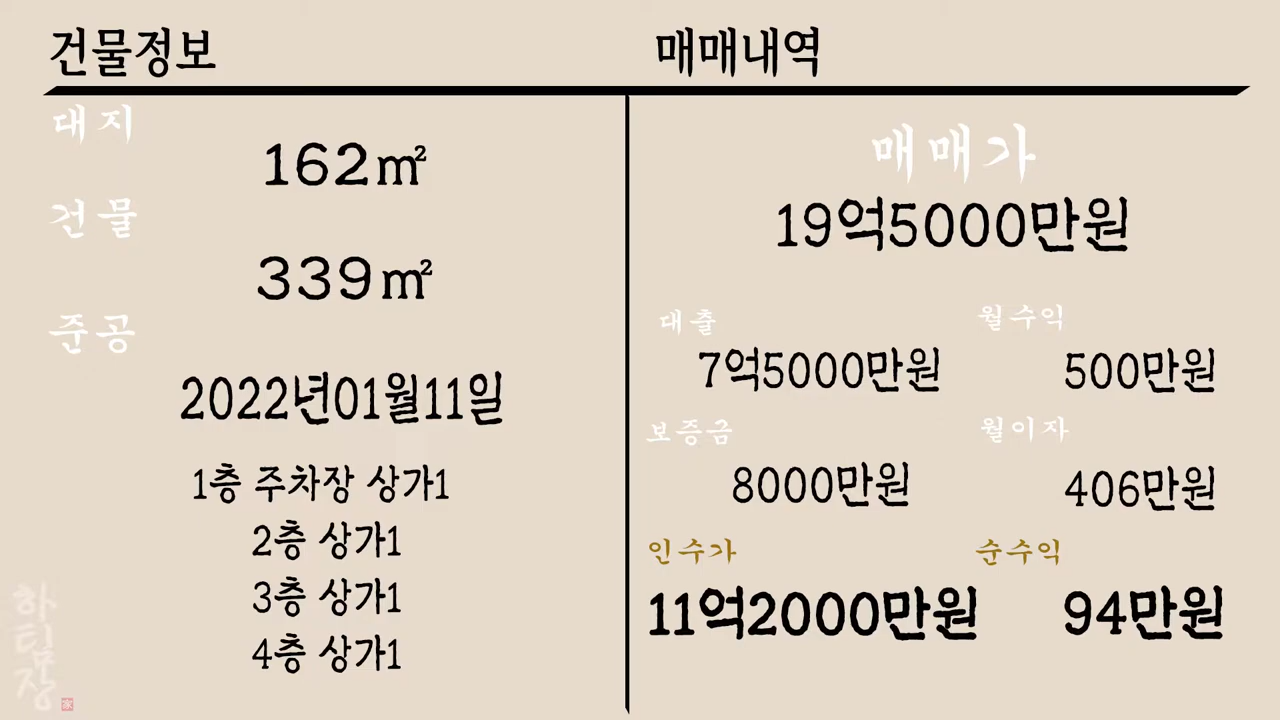 건물정보
대지
162㎡
건물
339㎡
준공
2022년01월11일
1층 주차장 상가1
2층 상가1
3층 상가1
4층 상가1
매매내역
매매가
19억5000만원
대출
7억5000만원
월수익
500만원
보증금
8000만원
월이자
406만원
인수가
11억2000만원
순수익
94만원
하팀장
家